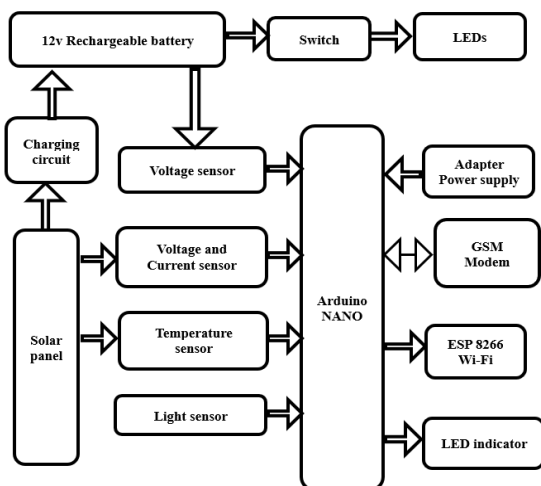 12v Rechargeable battery
Switch
LEDs
Charging
circuit
Voltage sensor
Adapter
Power supply
Voltage and
Current sensor
GSM
Modem
Arduino
NANO
Solar
panel
Temperature
sensor
ESP 8266
Wi-Fi
Light sensor
LED indicator